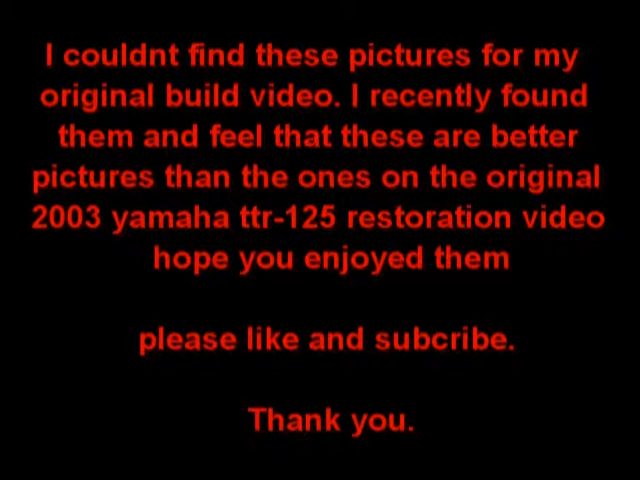 I couldnt find these pictures for my
original build video. I recently found
them and feel that these are better
pictures than the ones on the original
2003 yamaha ttr-125 restoration video
hope you enjoyed them
please like and subcribe.
Thank you.